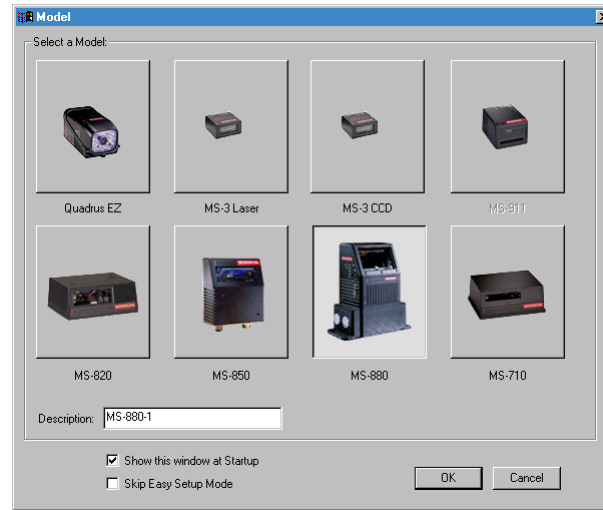 Model
Select a Model:
Quadrus EZ
MS-3 Laser
MS-3 CCD
MS-911
MS-820
MS-850
MS-880
MS-710
Description: MS-880-1
Show this window at Startup
Skip Easy Setup Mode
OK
Cancel